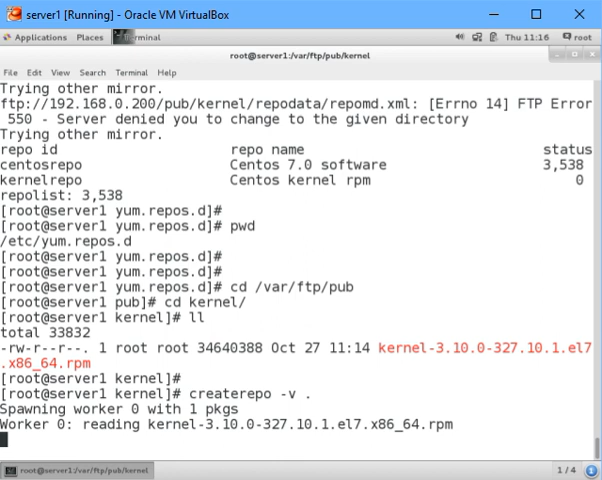 server1 [Running] - Oracle VM VirtualBox
Applications Places Terminal Thu 11:16 root
root@server1:/var/ftp/pub/kernel
File Edit View Search Terminal Help
Trying other mirror.
ftp://192.168.0.200/pub/kernel/repodata/repomd.xml: [Errno 14] FTP Error
550 - Server denied you to change to the given directory
Trying other mirror.
repo id repo name status
centosrepo Centos 7.0 software 3,538
kernelrepo Centos kernel rpm 0
repolist: 3,538
[root@server1 yum.repos.d]#
[root@server1 yum.repos.d]# pwd
/etc/yum.repos.d
[root@server1 yum.repos.d]#
[root@server1 yum.repos.d]#
[root@server1 yum.repos.d]# cd /var/ftp/pub
[root@server1 pub]# cd kernel/
[root@server1 kernel]# ll
total 33832
-rw-r--r--. 1 root root 34640388 Oct 27 11:14 kernel-3.10.0-327.10.1.el7
.x86_64.rpm
[root@server1 kernel]#
[root@server1 kernel]# createrepo -v .
Spawning worker 0 with 1 pkgs
Worker 0: reading kernel-3.10.0-327.10.1.el7.x86_64.rpm
root@server1:/var/ftp/pub/kernel 1 / 4 1